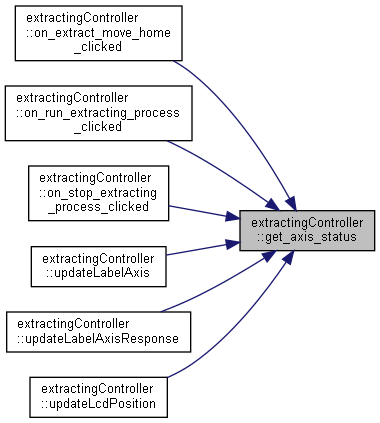 extractingController
::on_extract_move_home
_clicked
extractingController
::on_run_extracting_process
_clicked
extractingController
::on_stop_extracting
_process_clicked
extractingController
::get_axis_status
extractingController
::updateLabelAxis
extractingController
::updateLabelAxisResponse
extractingController
::updateLcdPosition